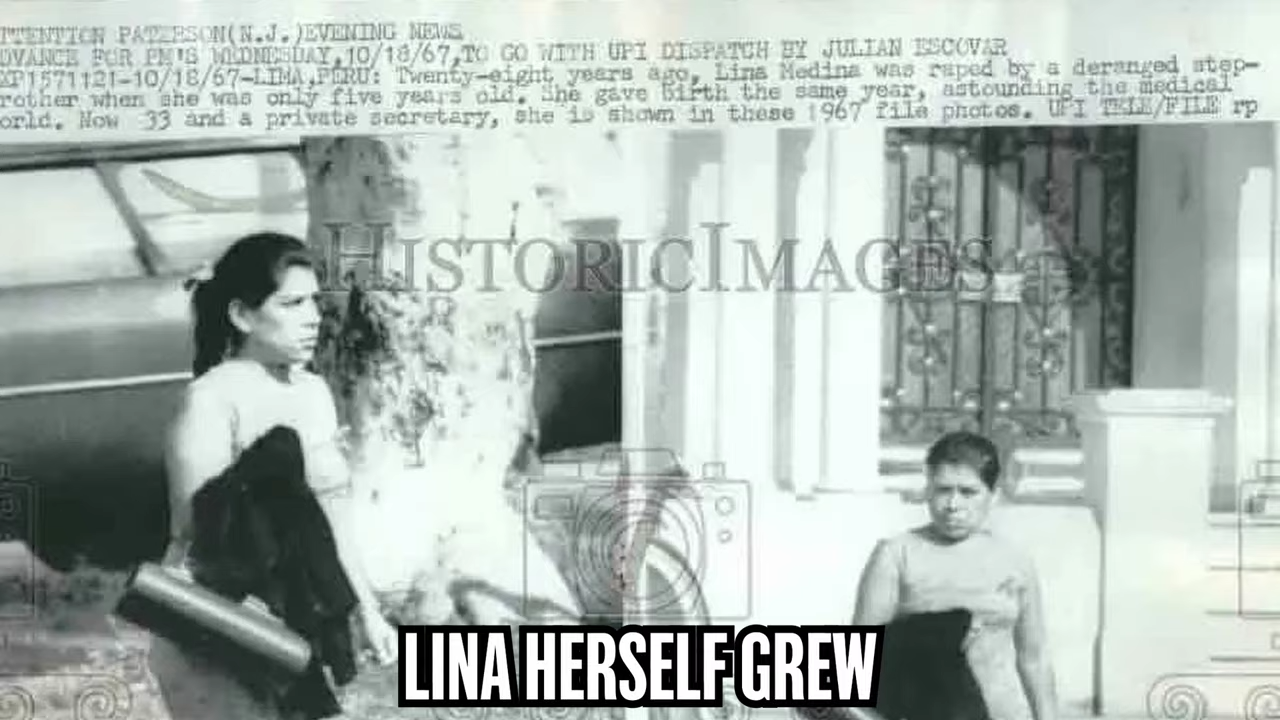 TTENTION PATERSON(N.J.)EVENING NEWS
DVANCE FOR PM'S WEDNESDAY,10/18/67,TO GO WITH UPI DISPATCH BY JULIAN ESCOVAR
XP1571121-10/18/67-LIMA,PERU: Twenty-eight years ago, Lina Medina was raped by a deranged step-
rother when she was only five years old. She gave birth the same year, astounding the medical
orld. Now 33 and a private secretary, she is shown in these 1967 file photos. UPI TELE/FILE rp
HISTORICIMAGES
LINA HERSELF GREW